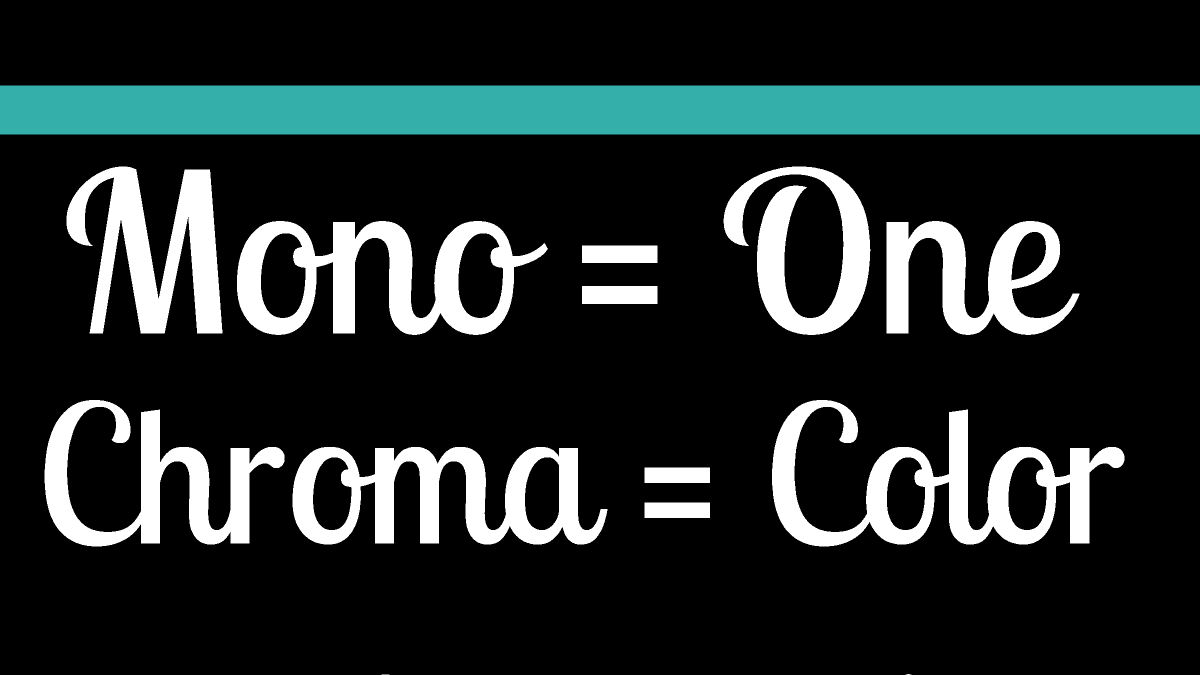 Mono = One
Chroma = Color